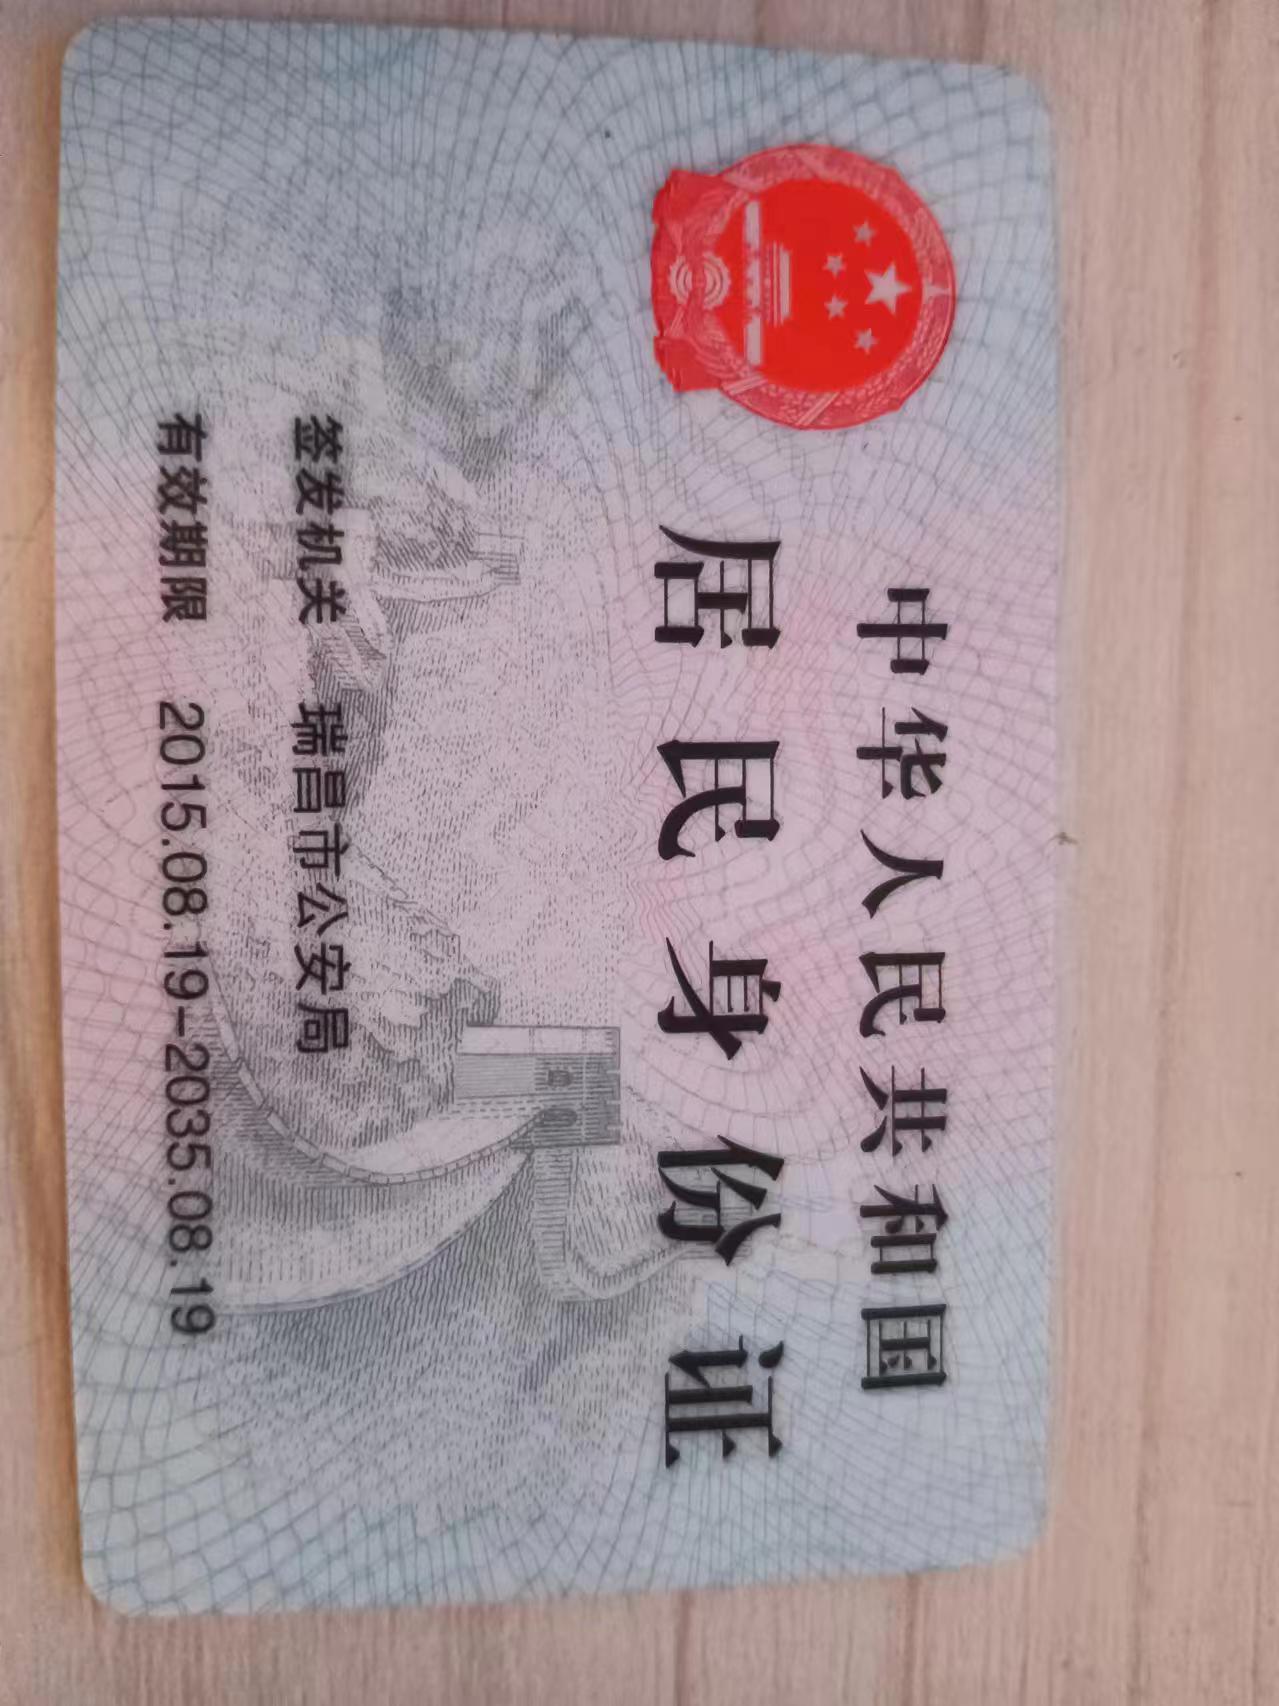 中华人民共和国
居民身份证
签发机关 瑞昌市公安局
有效期限 2015.08.19-2035.08.19